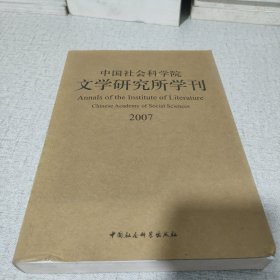 中国社会科学院
文学研究所学刊
Annals of the Institute of Literature
Chinese Academy of Social Sciences
2007
中国社会科学出版社